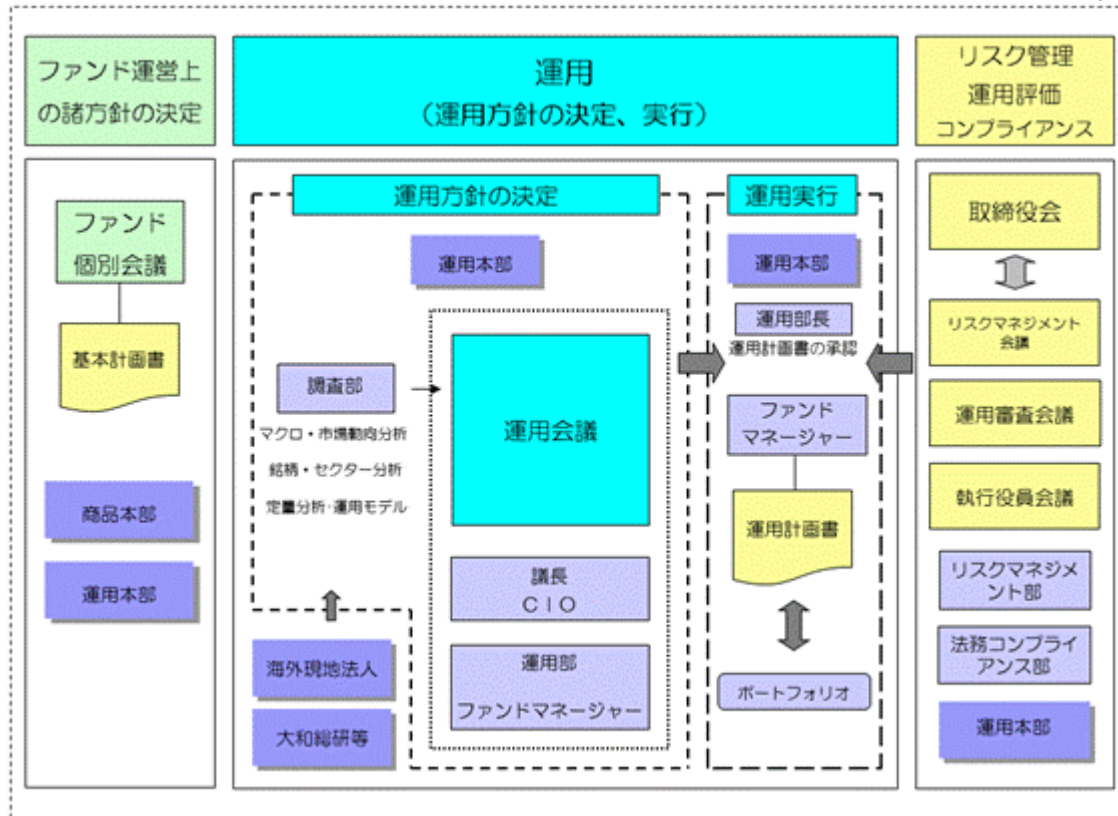 ファンド運営上
の諸方針の決定
ファンド
個別会議
基本計画書
商品本部
運用本部
運用
（運用方針の決定、実行）
運用方針の決定
運用本部
調査部
マクロ・市場動向分析
銘柄・セクター分析
定量分析・運用モデル
海外現地法人
大和総研等
運用会議
議長
ＣＩＯ
運用部
ファンドマネージャー
運用実行
運用本部
運用部長
運用計画書の承認
ファンド
マネージャー
運用計画書
ポートフォリオ
リスク管理
運用評価
コンプライアンス
取締役会
リスクマネジメント
会議
運用審査会議
執行役員会議
リスクマネジメ
ント部
法務コンプライ
アンス部
運用本部